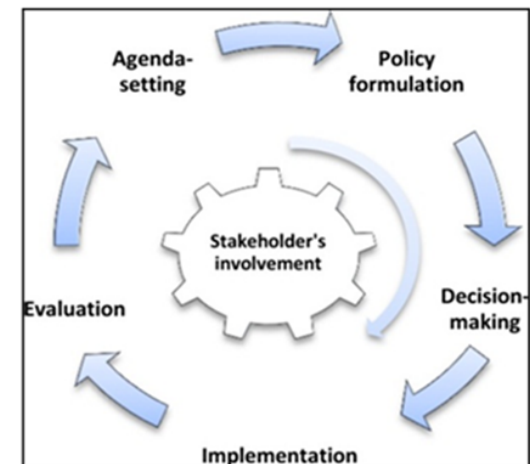 Agenda-
setting
Policy
formulation
Stakeholder's
involvement
Decision-
making
Implementation
Evaluation